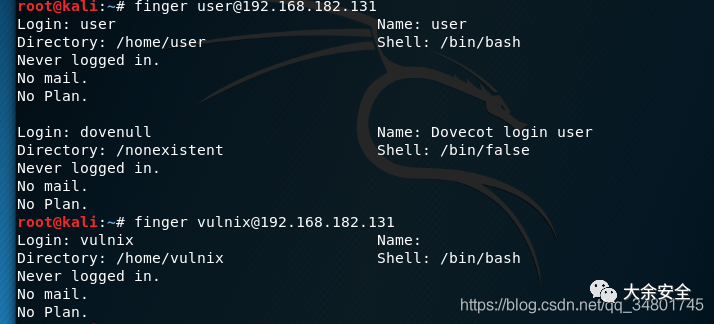 root@kali:~# finger user@192.168.182.131
Login: user Name: user
Directory: /home/user Shell: /bin/bash
Never logged in.
No mail.
No Plan.
Login: dovenull Name: Dovecot login user
Directory: /nonexistent Shell: /bin/false
Never logged in.
No mail.
No Plan.
root@kali:~# finger vulnix@192.168.182.131
Login: vulnix Name:
Directory: /home/vulnix Shell: /bin/bash
Never logged in.
No mail.
No Plan.
大余安全
https://blog.csdn.net/qq_34801745